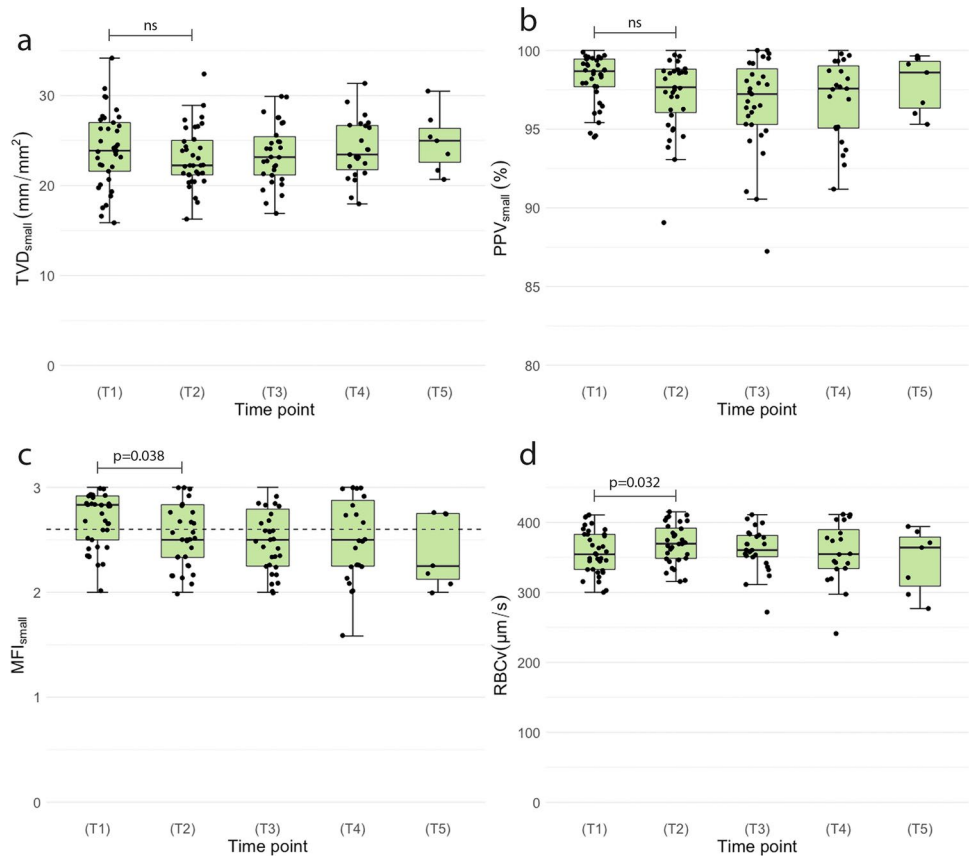 a
ns
TVDsmall (mm/mm²)
30
20
10
0
(T1) (T2) (T3) (T4) (T5)
Time point
b
ns
PPVsmall (%)
100
95
90
85
80
(T1) (T2) (T3) (T4) (T5)
Time point
c
p=0.038
MFIsmall
3
2
1
0
(T1) (T2) (T3) (T4) (T5)
Time point
d
p=0.032
RBCv(μm/s)
400
300
200
100
0
(T1) (T2) (T3) (T4) (T5)
Time point